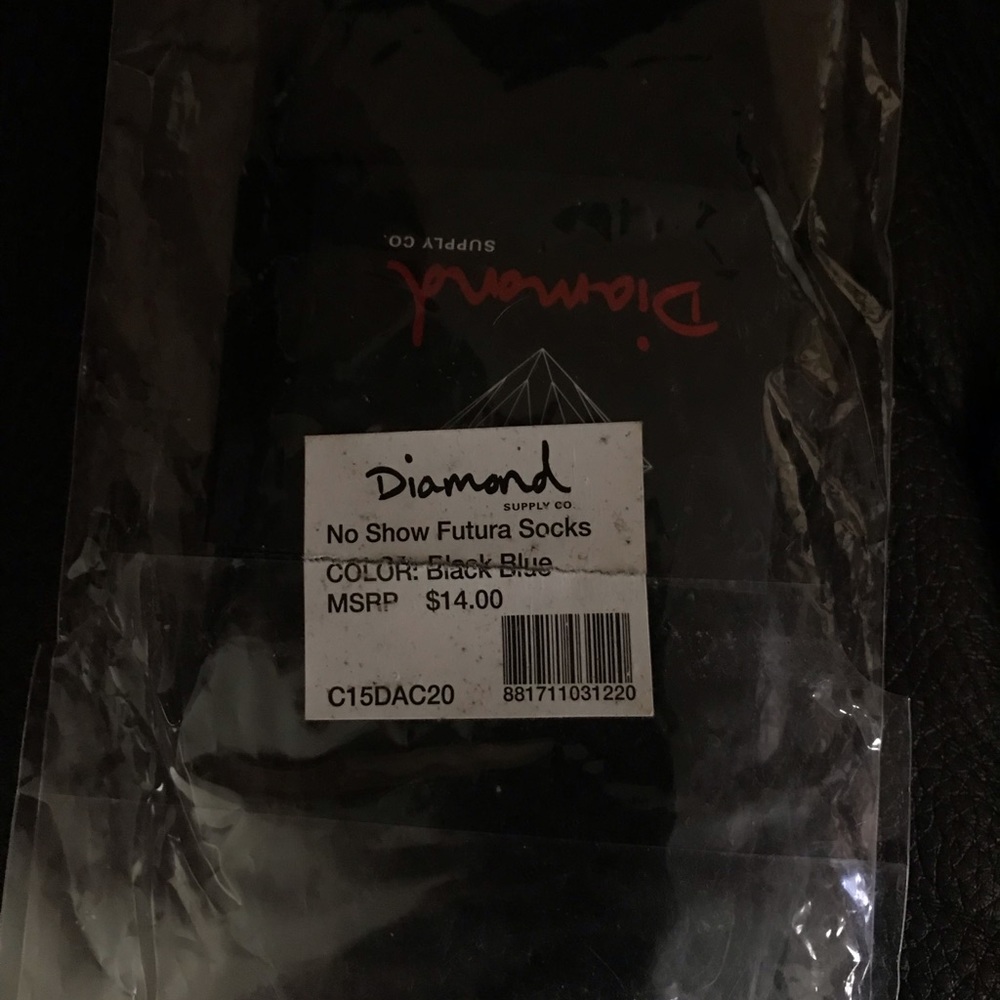 SUPPLY CO.
Diamond
Diamond
SUPPLY CO
No Show Futura Socks
COLOR: Black Blue
MSRP $14.00
C15DAC20
881711031220